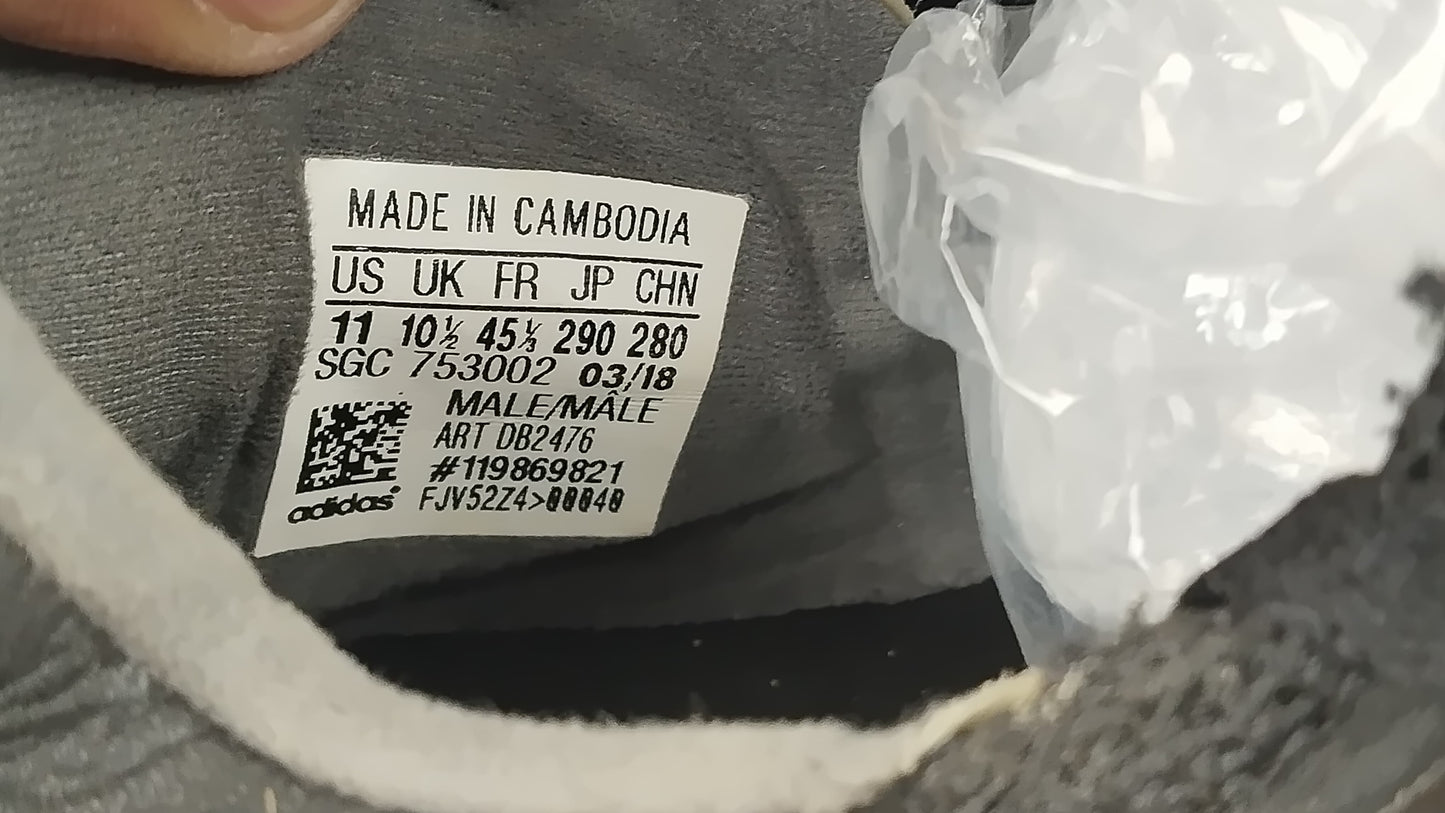 MADE IN CAMBODIA
US UK FR JP CHN
11 10½ 45⅓ 290 280
SGC 753002 03/18
MALE/MÂLE
ART DB2476
#119869821
adidas® FJV52Z4>00040